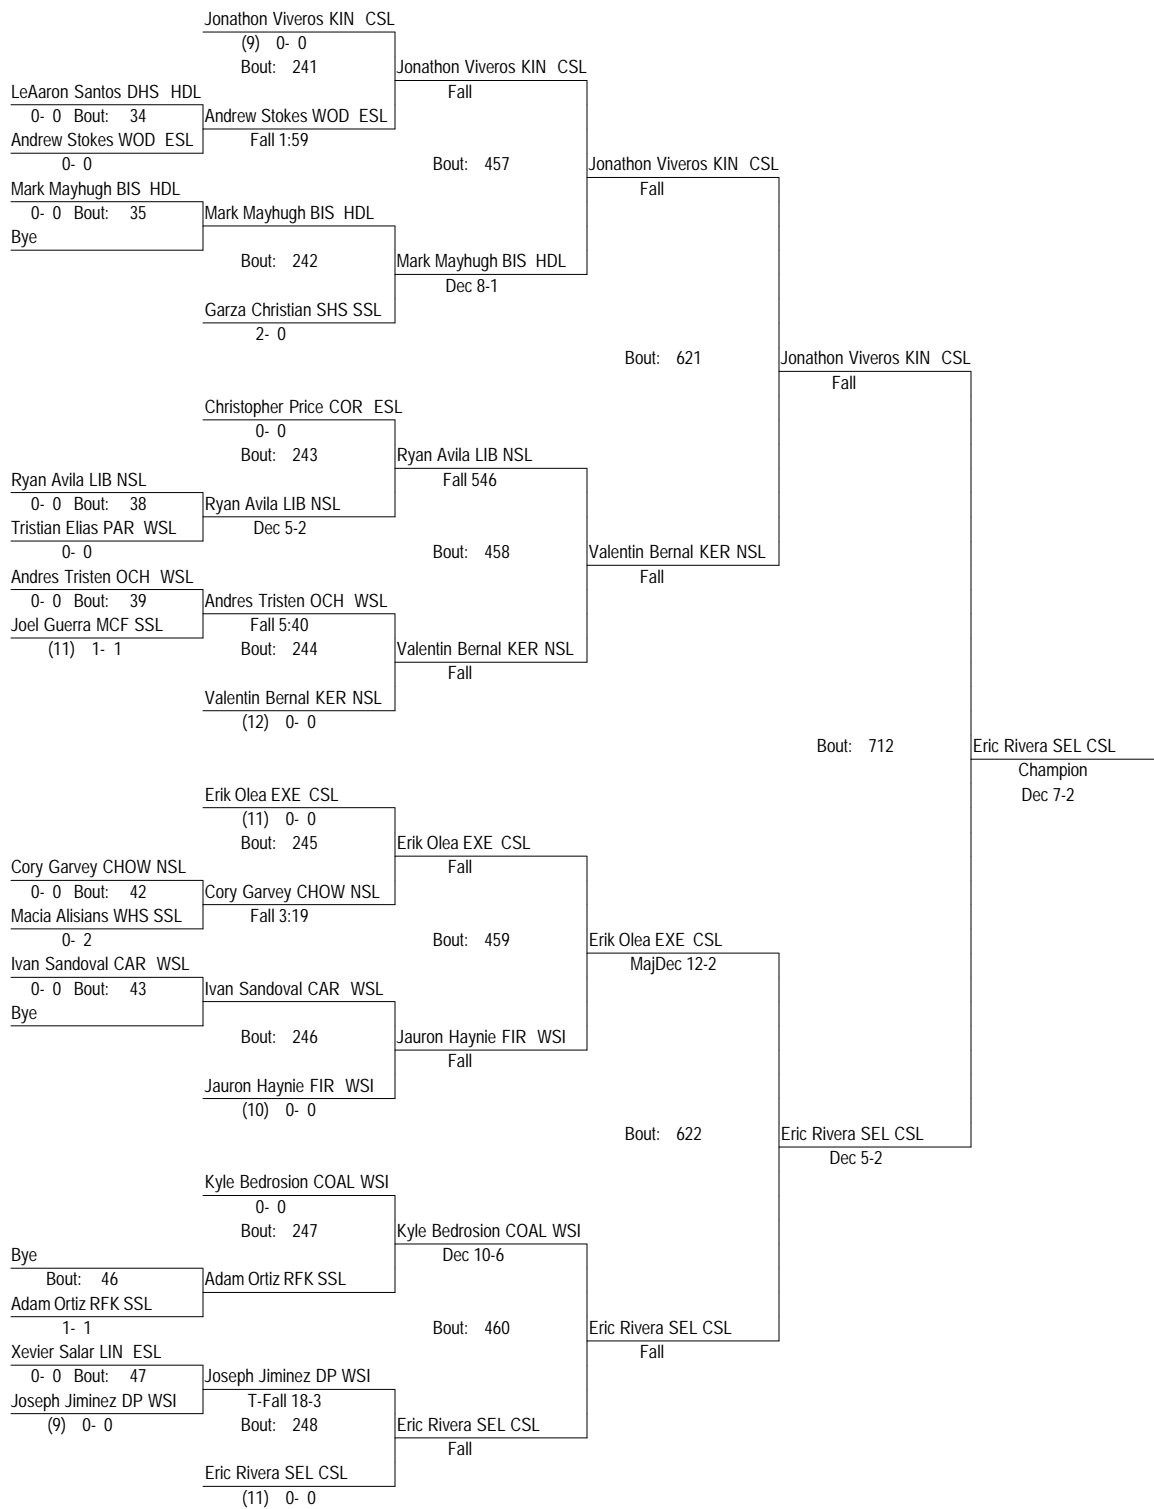 Jonathon Viveros KIN CSL
(9) 0- 0
Bout: 241
Jonathon Viveros KIN CSL
LeAaron Santos DHS HDL
Fall
0- 0 Bout: 34
Andrew Stokes WOD ESL
Andrew Stokes WOD ESL
Fall 1:59
0- 0
Bout: 457
Jonathon Viveros KIN CSL
Mark Mayhugh BIS HDL
Fall
0- 0 Bout: 35
Mark Mayhugh BIS HDL
Bye
Bout: 242
Mark Mayhugh BIS HDL
Dec 8-1
Garza Christian SHS SSL
2- 0
Bout: 621
Jonathon Viveros KIN CSL
Fall
Christopher Price COR ESL
0- 0
Bout: 243
Ryan Avila LIB NSL
Ryan Avila LIB NSL
Fall 546
0- 0 Bout: 38
Ryan Avila LIB NSL
Tristian Elias PAR WSL
Dec 5-2
0- 0
Bout: 458
Valentin Bernal KER NSL
Andres Tristen OCH WSL
Fall
0- 0 Bout: 39
Andres Tristen OCH WSL
Joel Guerra MCF SSL
Fall 5:40
(11) 1- 1
Bout: 244
Valentin Bernal KER NSL
Fall
Valentin Bernal KER NSL
(12) 0- 0
Bout: 712
Eric Rivera SEL CSL
Champion
Dec 7-2
Erik Olea EXE CSL
(11) 0- 0
Bout: 245
Erik Olea EXE CSL
Cory Garvey CHOW NSL
Fall
0- 0 Bout: 42
Cory Garvey CHOW NSL
Macia Alisians WHS SSL
Fall 3:19
0- 2
Bout: 459
Erik Olea EXE CSL
Ivan Sandoval CAR WSL
MajDec 12-2
0- 0 Bout: 43
Ivan Sandoval CAR WSL
Bye
Bout: 246
Jauron Haynie FIR WSI
Fall
Jauron Haynie FIR WSI
(10) 0- 0
Bout: 622
Eric Rivera SEL CSL
Dec 5-2
Kyle Bedrosion COAL WSI
0- 0
Bout: 247
Kyle Bedrosion COAL WSI
Bye
Dec 10-6
Bout: 46
Adam Ortiz RFK SSL
Adam Ortiz RFK SSL
1- 1
Bout: 460
Eric Rivera SEL CSL
Xevier Salar LIN ESL
Fall
0- 0 Bout: 47
Joseph Jiminez DP WSI
Joseph Jiminez DP WSI
T-Fall 18-3
(9) 0- 0
Bout: 248
Eric Rivera SEL CSL
Fall
Eric Rivera SEL CSL
(11) 0- 0